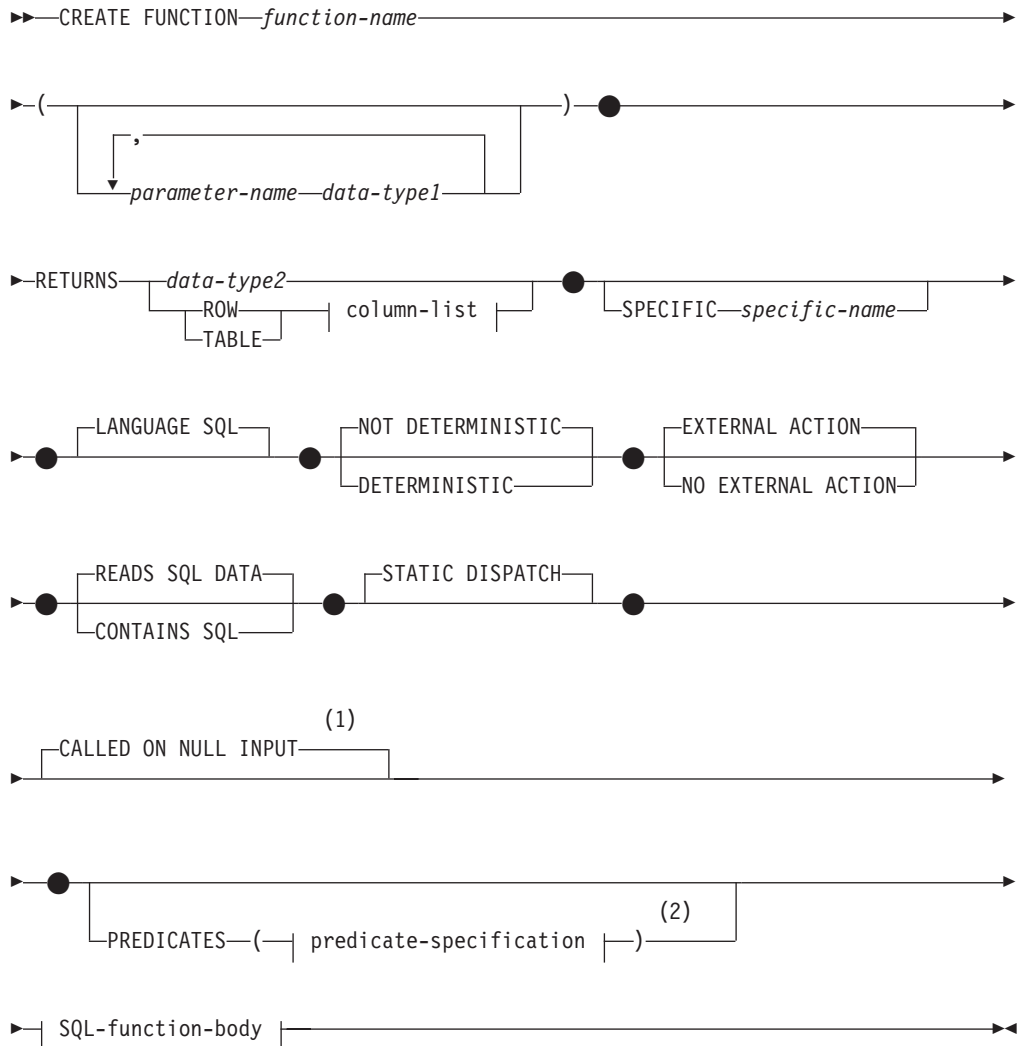 CREATE FUNCTION function-name
( )
,
parameter-name data-type1
RETURNS data-type2
ROW column-list SPECIFIC specific-name
TABLE
LANGUAGE SQL NOT DETERMINISTIC EXTERNAL ACTION
DETERMINISTIC NO EXTERNAL ACTION
READS SQL DATA STATIC DISPATCH
CONTAINS SQL
(1)
CALLED ON NULL INPUT
(2)
PREDICATES ( predicate-specification )
SQL-function-body